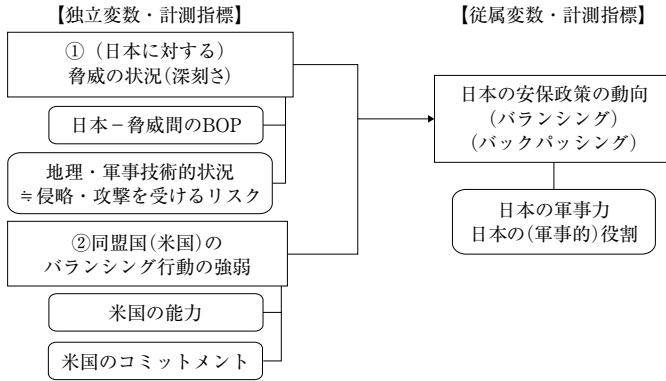 【独立変数・計測指標】
①（日本に対する）
脅威の状況(深刻さ)
日本－脅威間のBOP
地理・軍事技術的状況
≒侵略・攻撃を受けるリスク
②同盟国(米国)の
バランシング行動の強弱
米国の能力
米国のコミットメント
【従属変数・計測指標】
日本の安保政策の動向
(バランシング)
(バックパッシング)
日本の軍事力
日本の(軍事的)役割